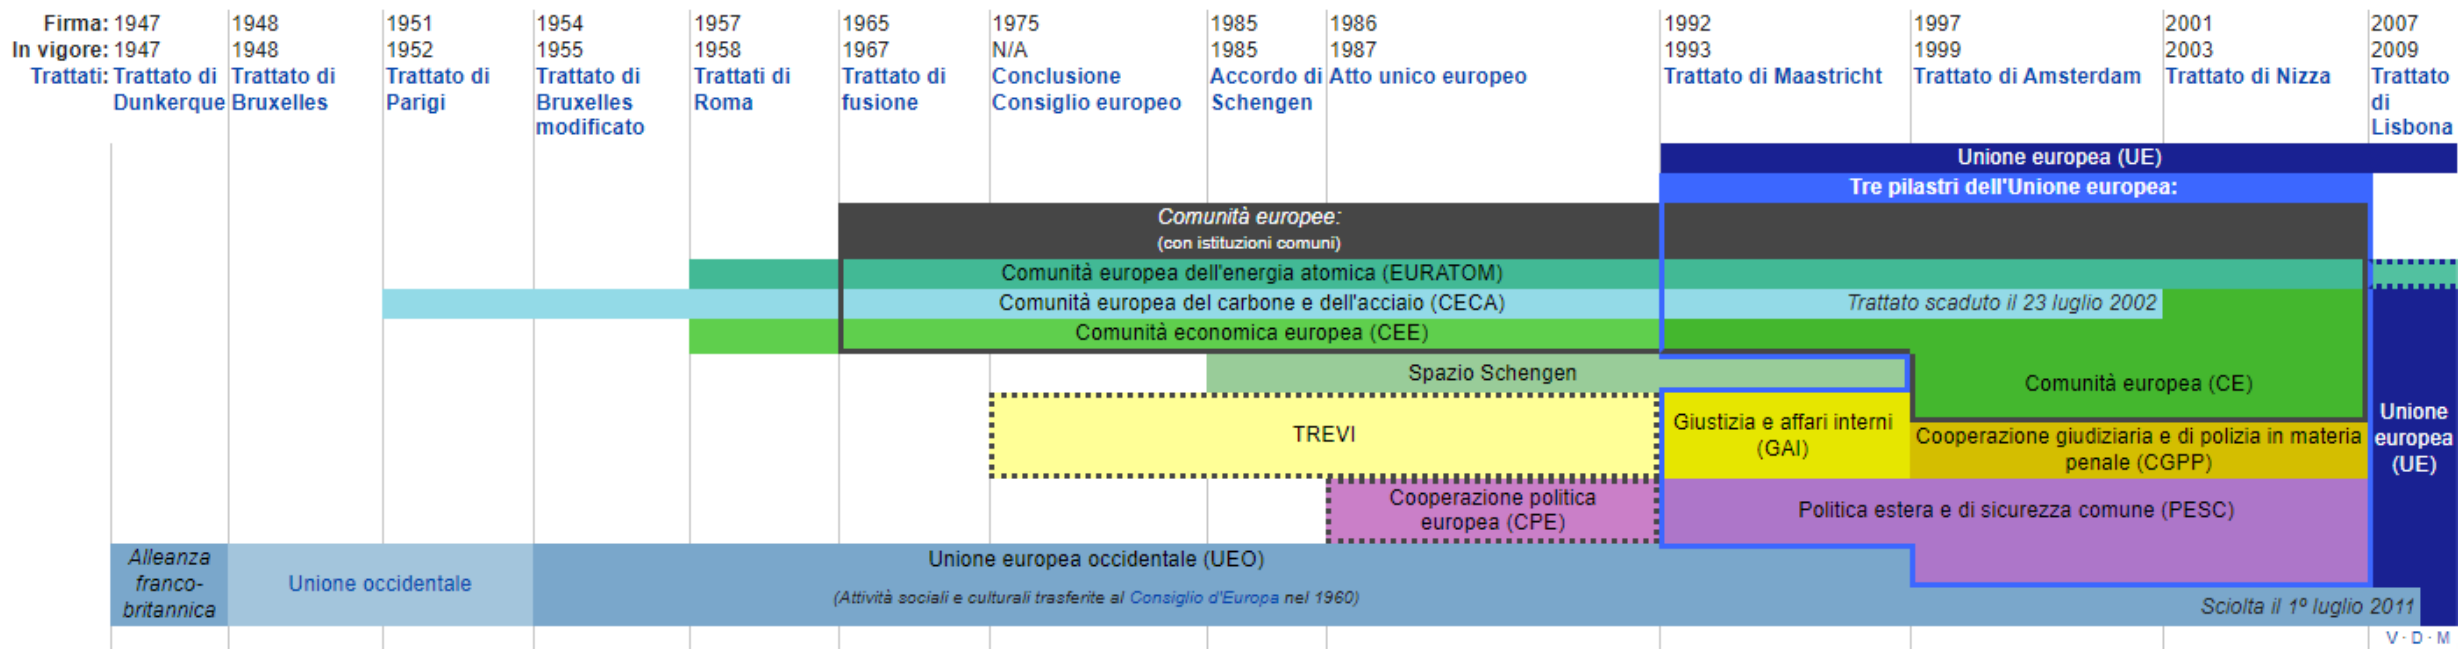 Firma: 1947 1948 1951 1954 1957 1965 1975 1985 1986 1992 1997 2001 2007
In vigore: 1947 1948 1952 1955 1958 1967 N/A 1985 1987 1993 1999 2003 2009
Trattati: Trattato di Dunkerque
Trattato di Bruxelles
Trattato di Parigi
Trattato di Bruxelles modificato
Trattati di Roma
Trattato di fusione
Conclusione Consiglio europeo
Accordo di Schengen
Atto unico europeo
Trattato di Maastricht
Trattato di Amsterdam
Trattato di Nizza
Trattato di Lisbona
Unione europea (UE)
Tre pilastri dell'Unione europea:
Comunità europee:
(con istituzioni comuni)
Comunità europea dell'energia atomica (EURATOM)
Comunità europea del carbone e dell'acciaio (CECA)
Trattato scaduto il 23 luglio 2002
Comunità economica europea (CEE)
Spazio Schengen
Comunità europea (CE)
TREVI
Giustizia e affari interni
(GAI)
Cooperazione giudiziaria e di polizia in materia
penale (CGPP)
Unione
europea
(UE)
Cooperazione politica
europea (CPE)
Politica estera e di sicurezza comune (PESC)
Alleanza
franco-
britannica
Unione occidentale
Unione europea occidentale (UEO)
(Attività sociali e culturali trasferite al Consiglio d'Europa nel 1960)
Sciolta il 1º luglio 2011
V · D · M